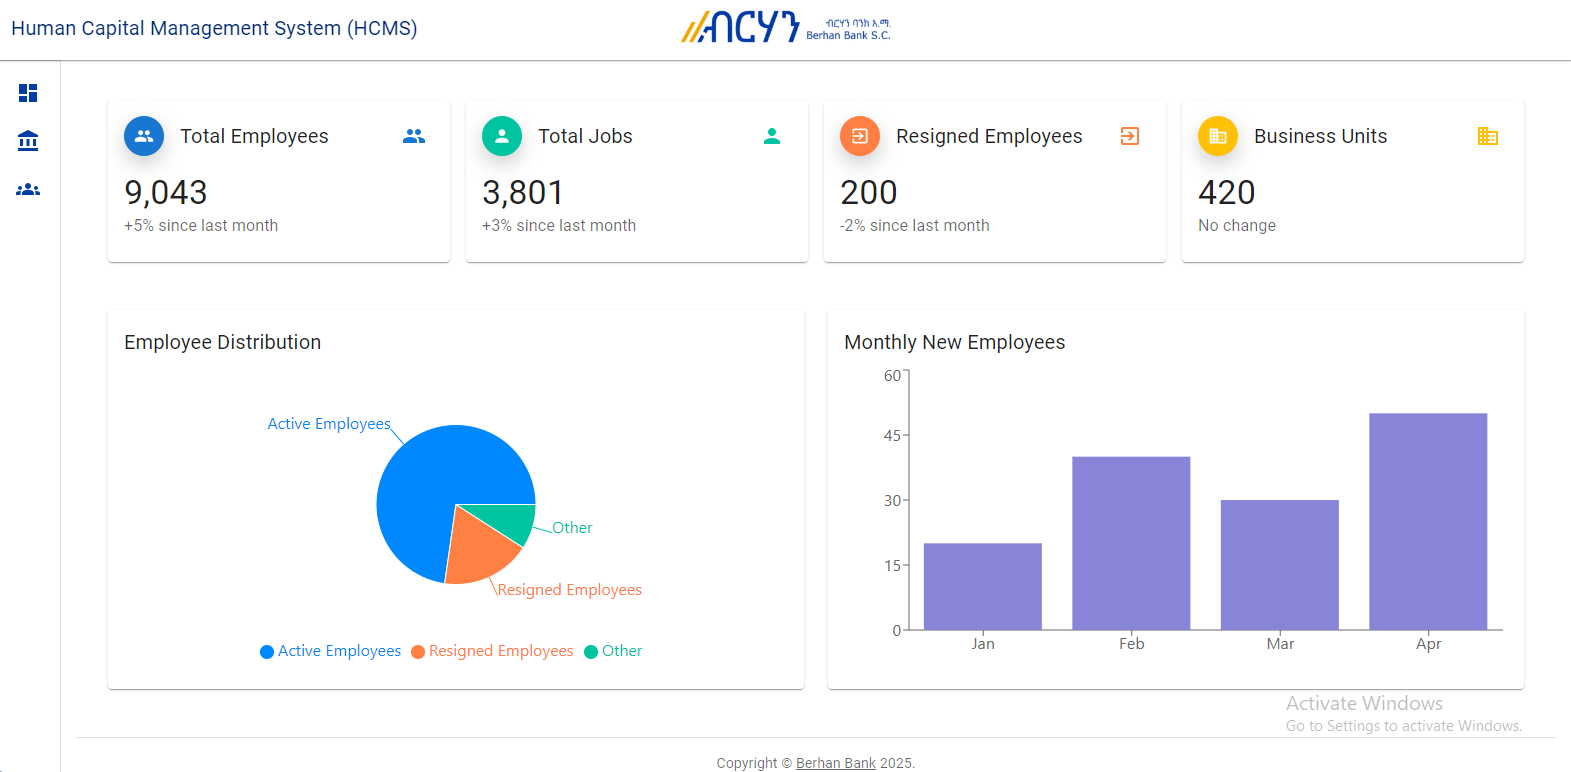 Human Capital Management System (HCMS)
ብርሃን
ብርሃን ባንክ አ.ማ.
Berhan Bank S.C.
Total Employees
9,043
+5% since last month
Total Jobs
3,801
+3% since last month
Resigned Employees
200
-2% since last month
Business Units
420
No change
Employee Distribution
Active Employees
Other
Resigned Employees
Active Employees Resigned Employees Other
Monthly New Employees
60
45
30
15
0
Jan Feb Mar Apr
Activate Windows
Go to Settings to activate Windows.
Copyright © Berhan Bank 2025.